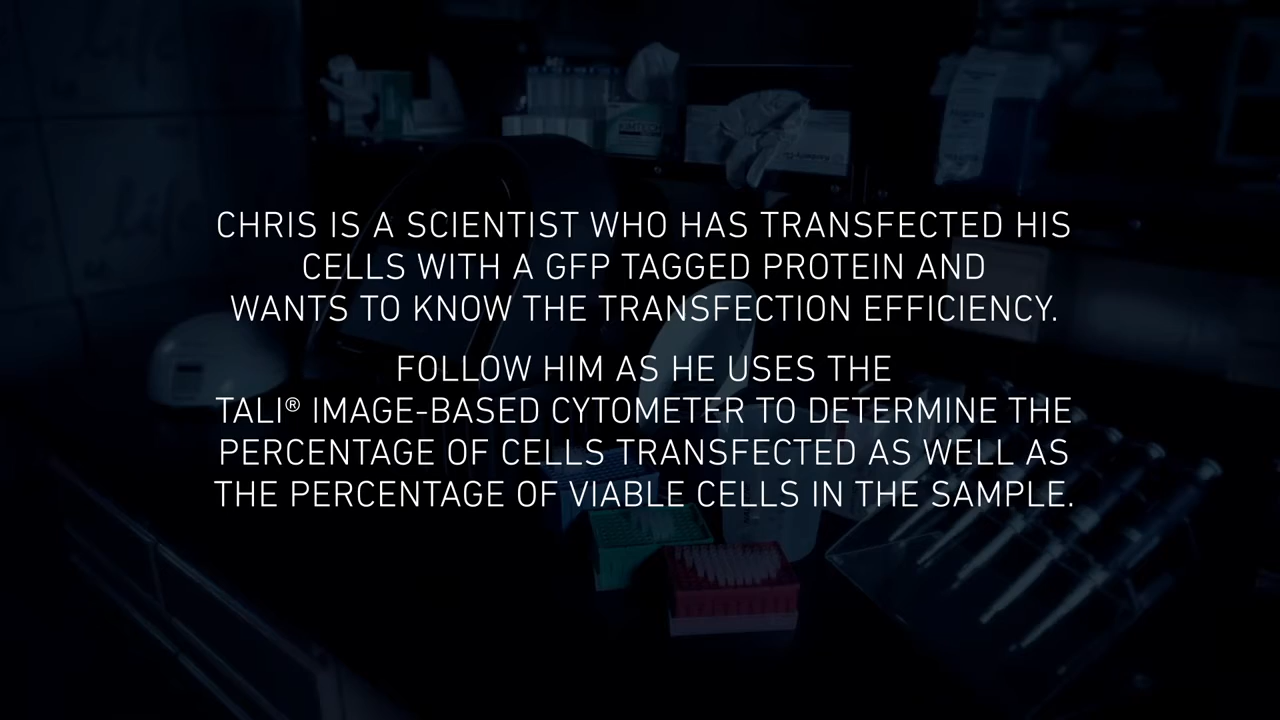 CHRIS IS A SCIENTIST WHO HAS TRANSFECTED HIS
CELLS WITH A GFP TAGGED PROTEIN AND
WANTS TO KNOW THE TRANSFECTION EFFICIENCY.
FOLLOW HIM AS HE USES THE
TALI® IMAGE-BASED CYTOMETER TO DETERMINE THE
PERCENTAGE OF CELLS TRANSFECTED AS WELL AS
THE PERCENTAGE OF VIABLE CELLS IN THE SAMPLE.